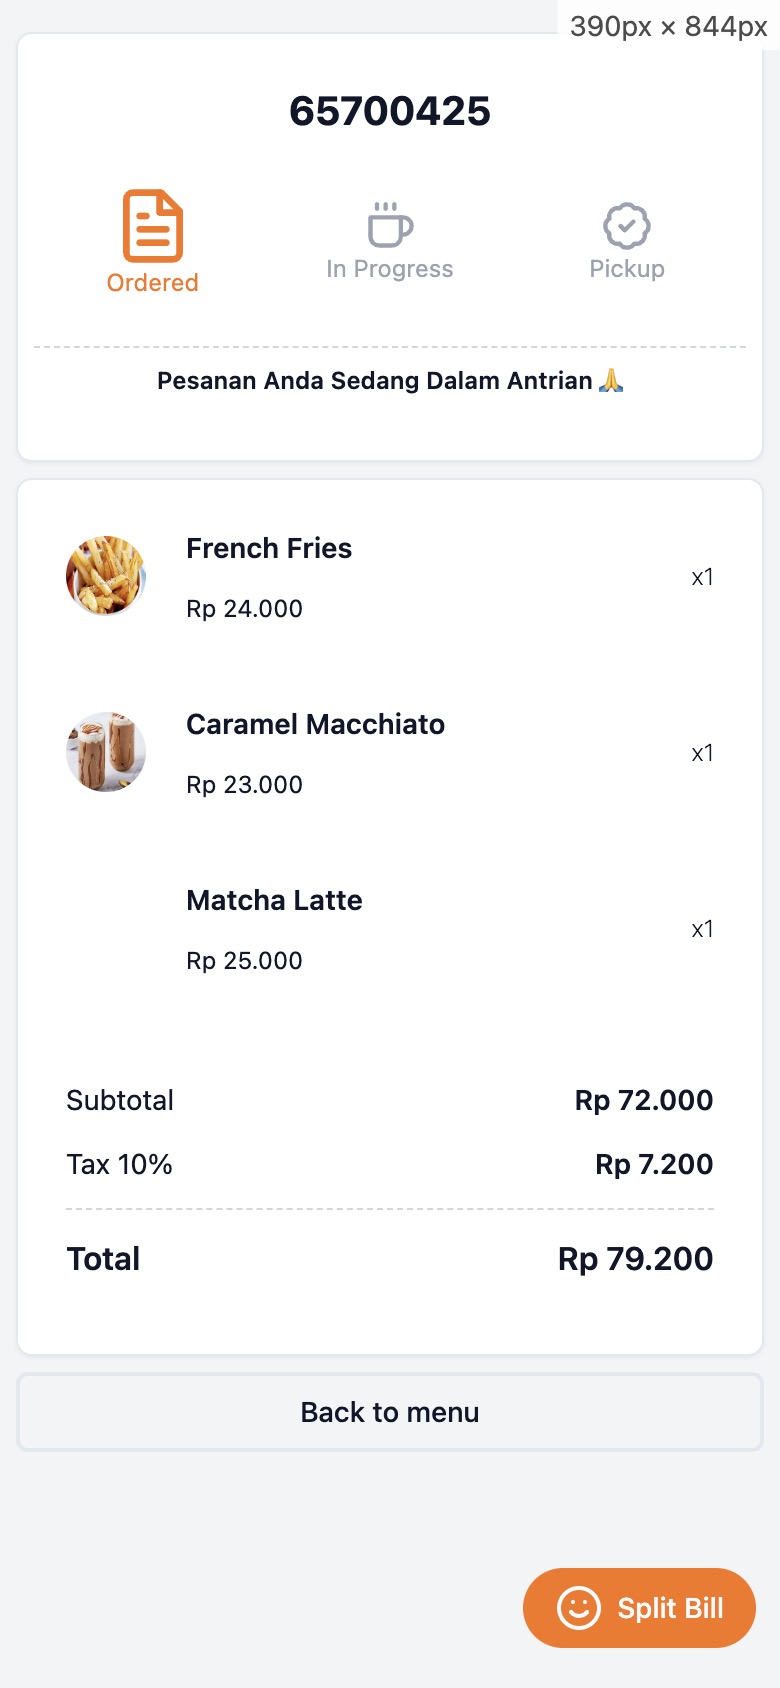 390px × 844px
65700425
Ordered
In Progress
Pickup
Pesanan Anda Sedang Dalam Antrian🙏
French Fries
Rp 24.000
x1
Caramel Macchiato
Rp 23.000
x1
Matcha Latte
Rp 25.000
x1
Subtotal
Rp 72.000
Tax 10%
Rp 7.200
Total
Rp 79.200
Back to menu
Split Bill